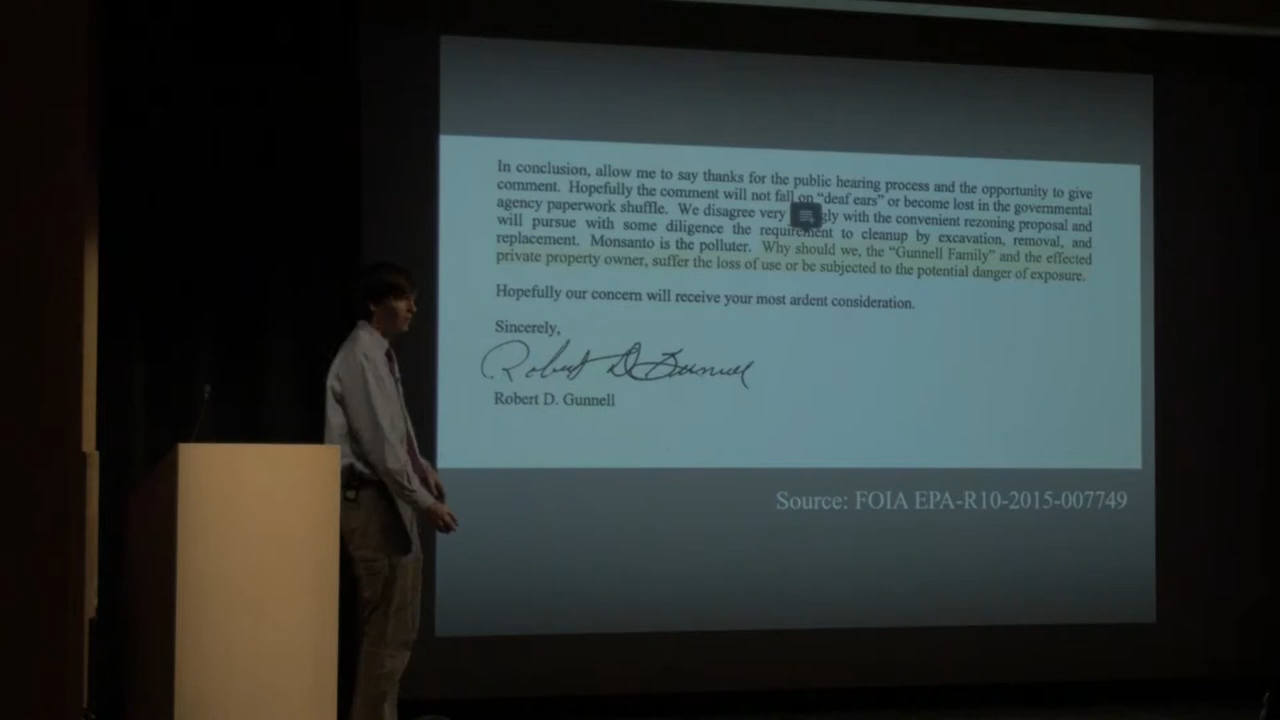 In conclusion, allow me to say thanks for the public hearing process and the opportunity to give
comment. Hopefully the comment will not fall on “deaf ears” or become lost in the governmental
agency paperwork shuffle. We disagree very gly with the convenient rezoning proposal and
will pursue with some diligence the requirement to cleanup by excavation, removal, and
replacement. Monsanto is the polluter. Why should we, the “Gunnell Family” and the effected
private property owner, suffer the loss of use or be subjected to the potential danger of exposure.
Hopefully our concern will receive your most ardent consideration.
Sincerely,
Robert D Gunnell
Robert D. Gunnell
Source: FOIA EPA-R10-2015-007749